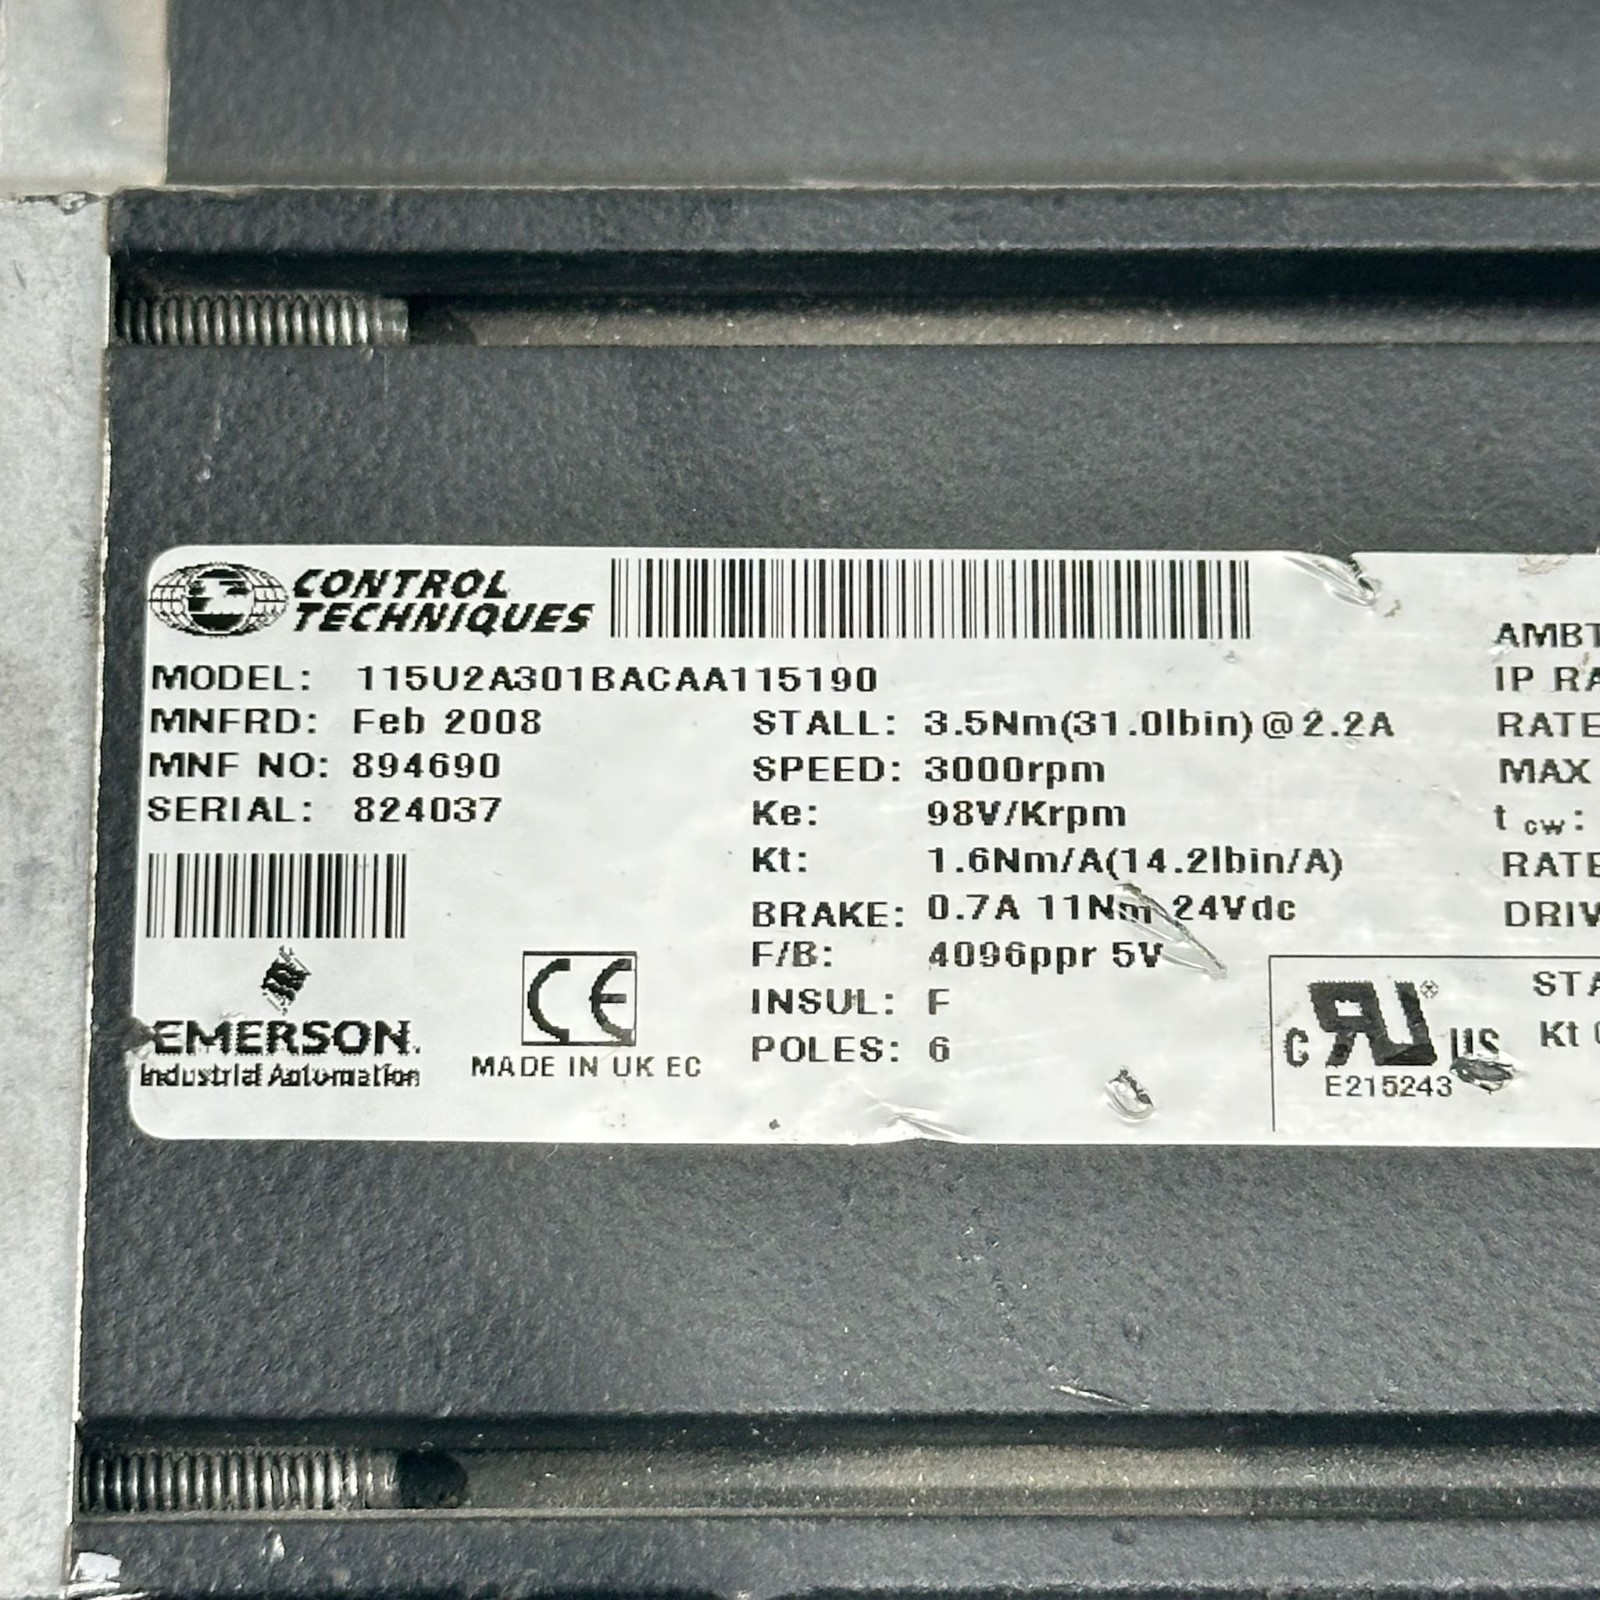 CONTROL
TECHNIQUES
MODEL: 115U2A301BACAA115190
MNFRD: Feb 2008
MNF NO: 894690
SERIAL: 824037
EMERSON.
Industrial Automation
CE
MADE IN UK EC
STALL: 3.5Nm(31.0lbin)@2.2A
SPEED: 3000rpm
Ke: 98V/Krpm
Kt: 1.6Nm/A(14.2lbin/A)
BRAKE: 0.7A 11Nm 24Vdc
F/B: 4096ppr 5V
INSUL: F
POLES: 6
AMBT
IP RA
RATE
MAX
t cw:
RATE
DRIV
c RU ® US
E215243
STA
Kt